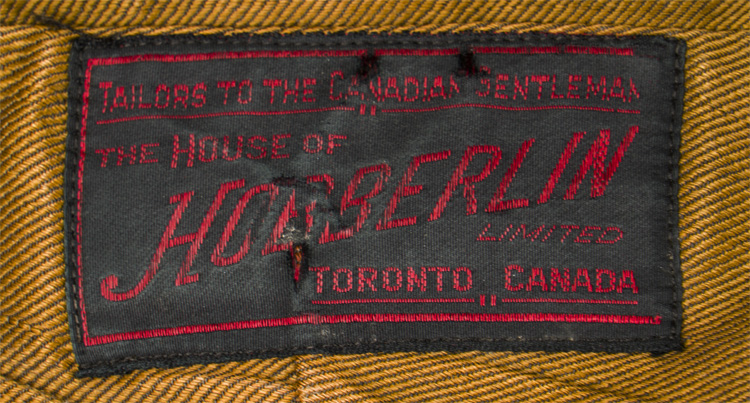 TAILORS TO THE CANADIAN GENTLEMAN
THE HOUSE OF
HOBBERLIN
LIMITED
TORONTO CANADA